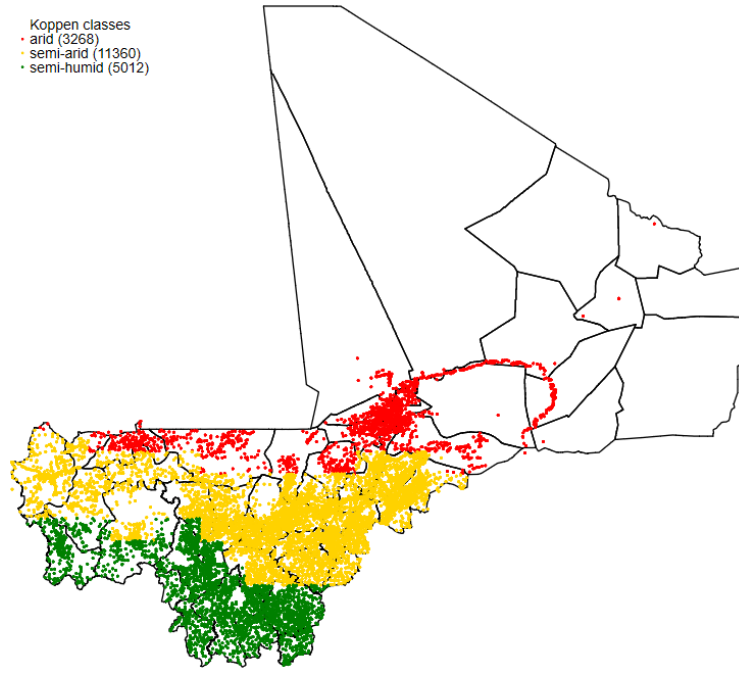 Koppen classes
arid (3268)
semi-arid (11360)
semi-humid (5012)